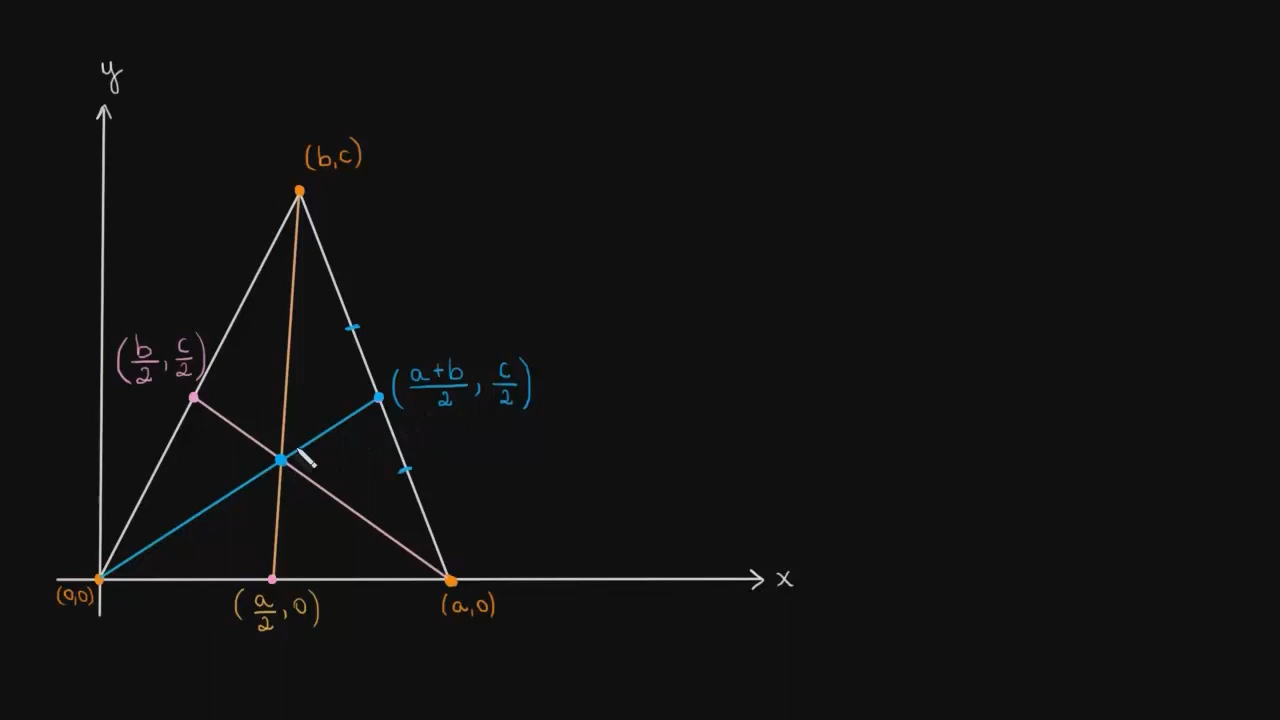 y
(b,c)
(b/2, c/2)
(a+b/2, c/2)
x
(0,0)
(a/2, 0)
(a,0)